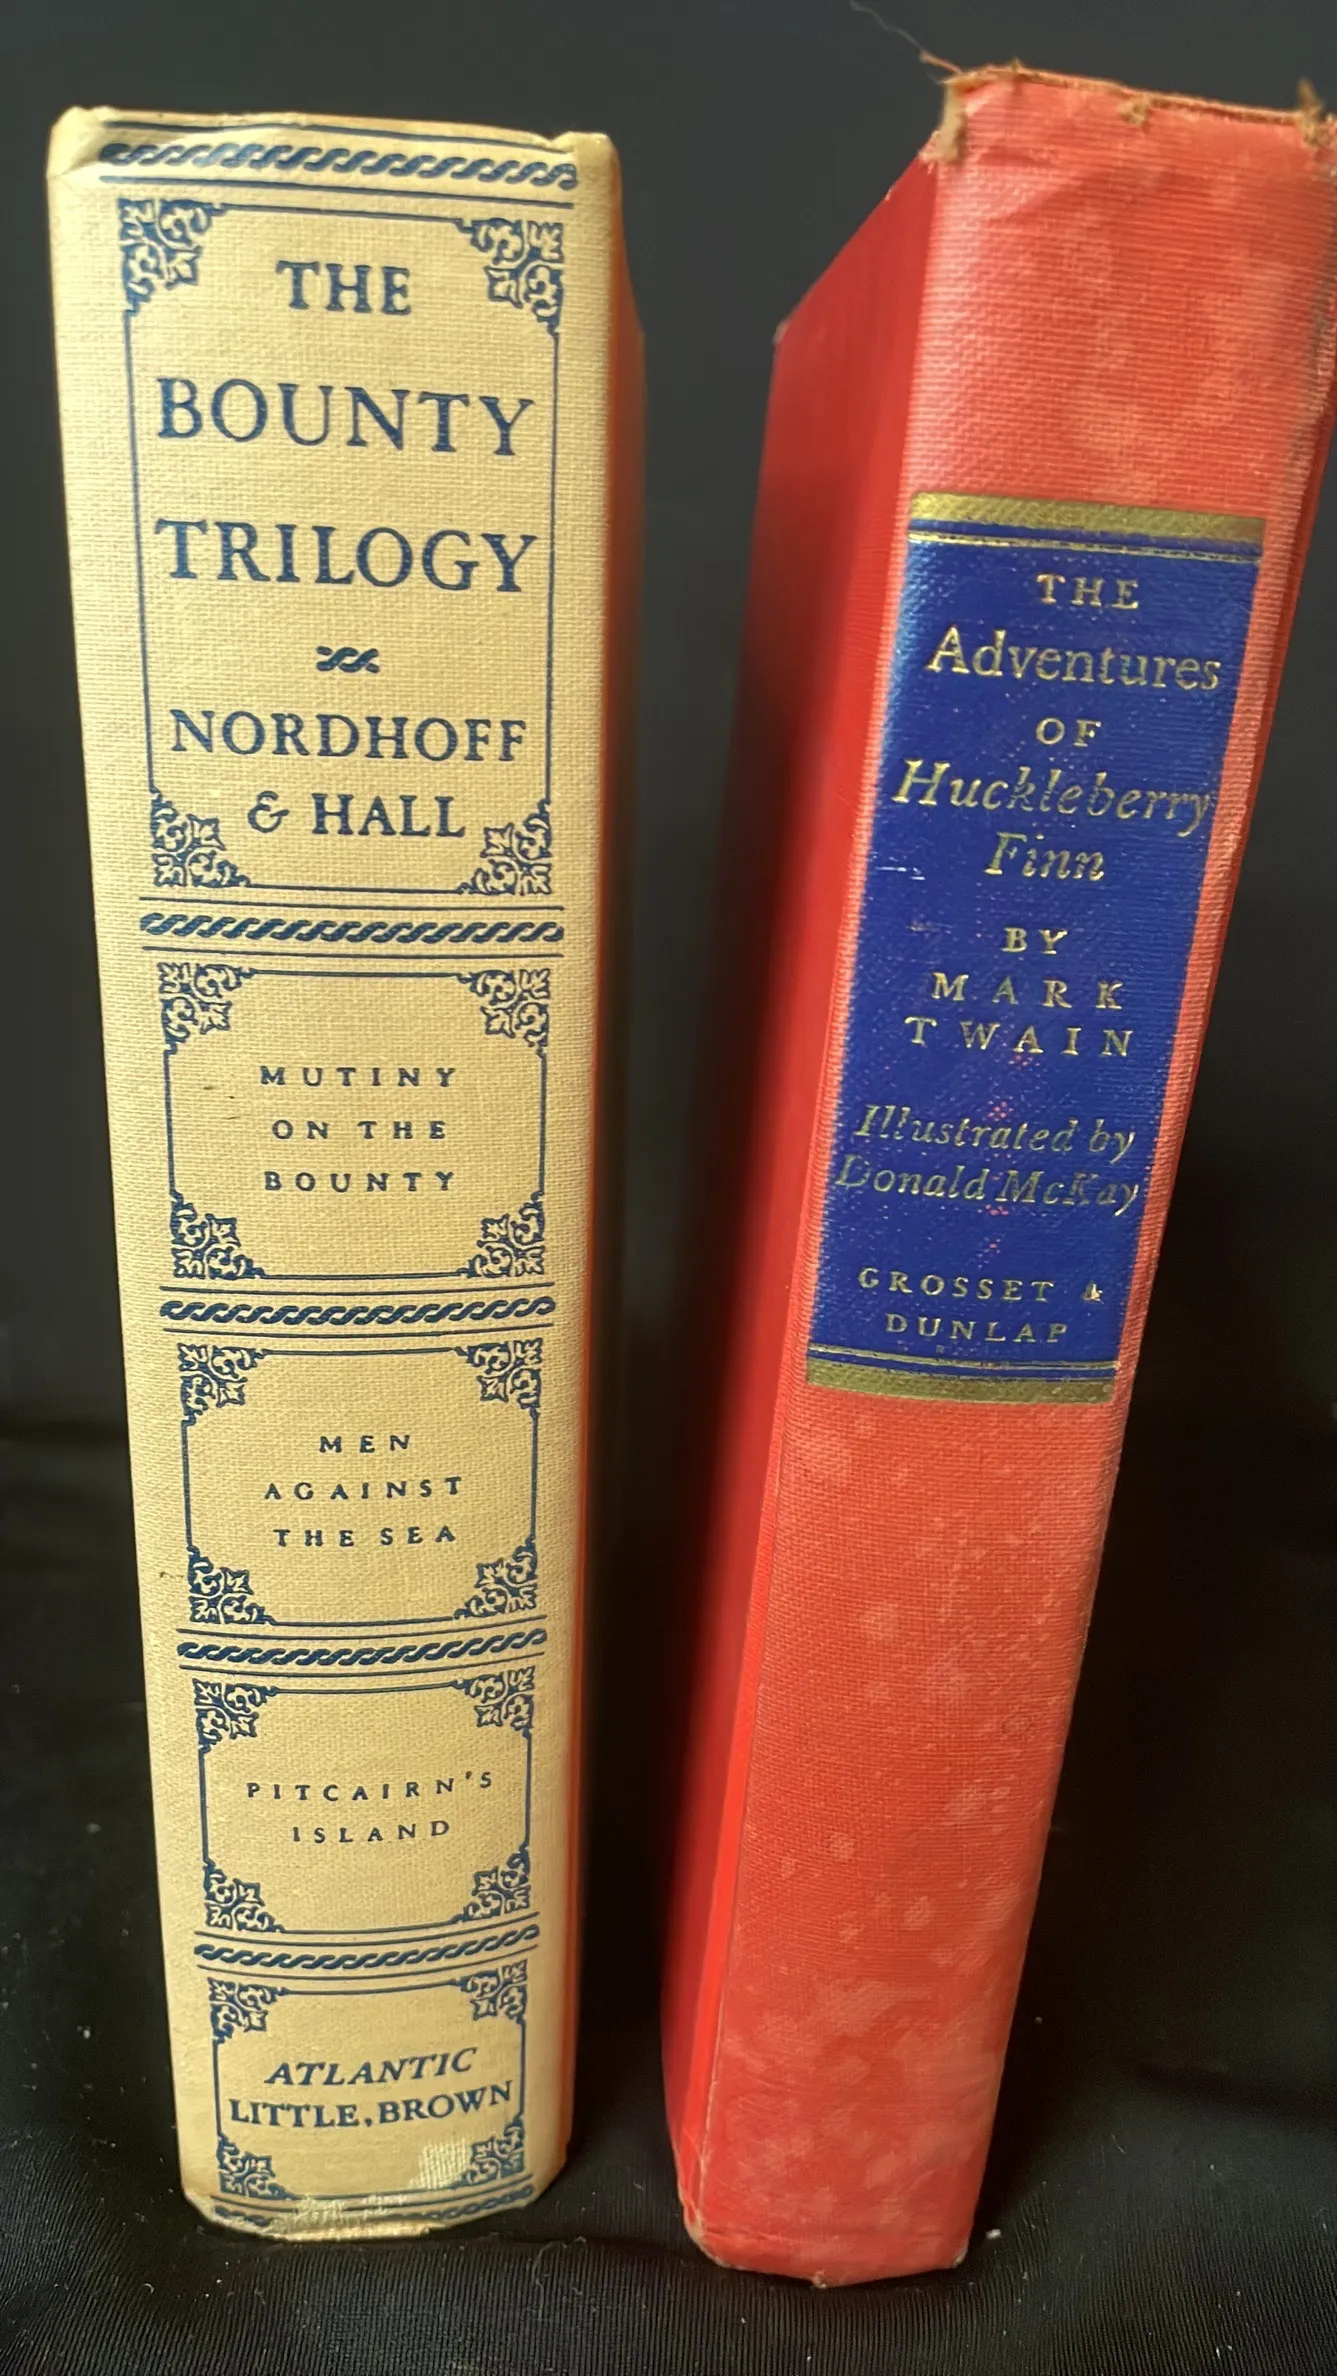 THE
BOUNTY
TRILOGY
NORDHOFF
& HALL
MUTINY
ON THE
BOUNTY
MEN
AGAINST
THE SEA
PITCAIRN'S
ISLAND
ATLANTIC
LITTLE, BROWN
THE
Adventures
OF
Huckleberry
Finn
BY
MARK
TWAIN
Illustrated by
Donald McKay
GROSSET &
DUNLAP